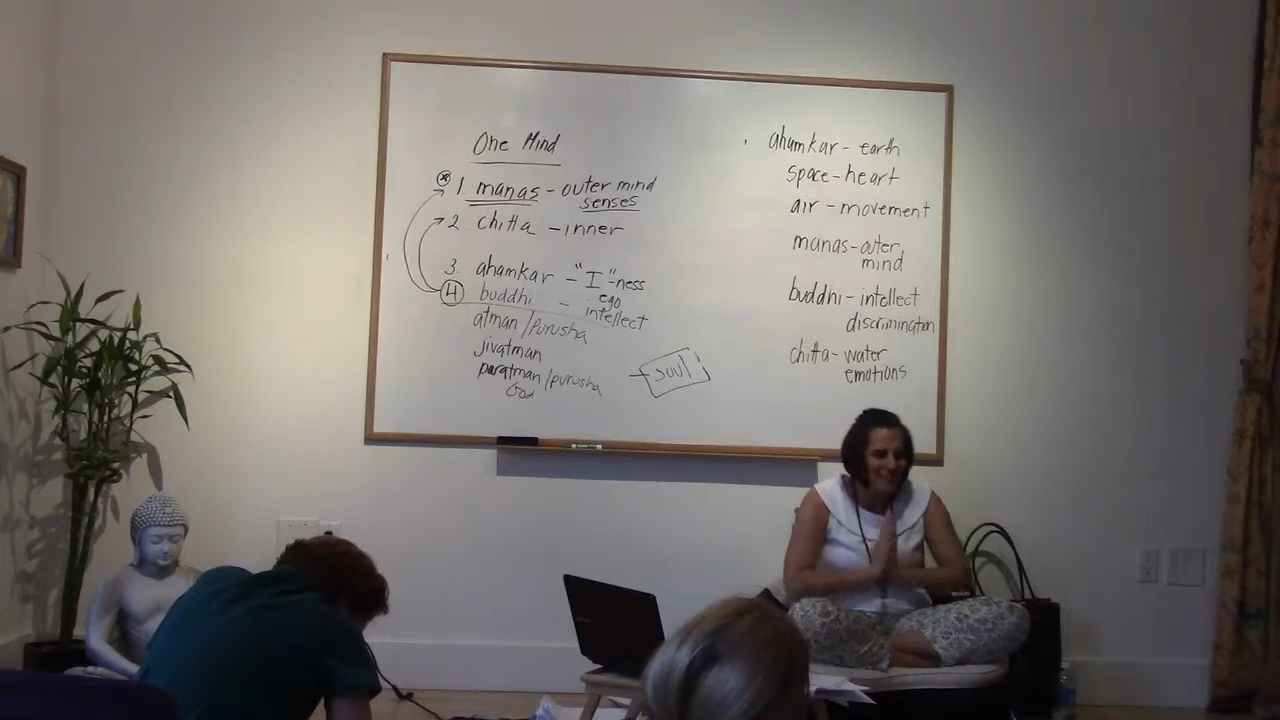 One Mind
1. manas - outer mind
senses
2. chitta - inner
3. ahamkar - "I"-ness
ego
4 buddhi - intellect
atman/purusha
jivatman
paratman/purusha
God
soul
ahamkar - earth
space - heart
air - movement
manas - outer
mind
buddhi - intellect
discrimination
chitta - water
emotions